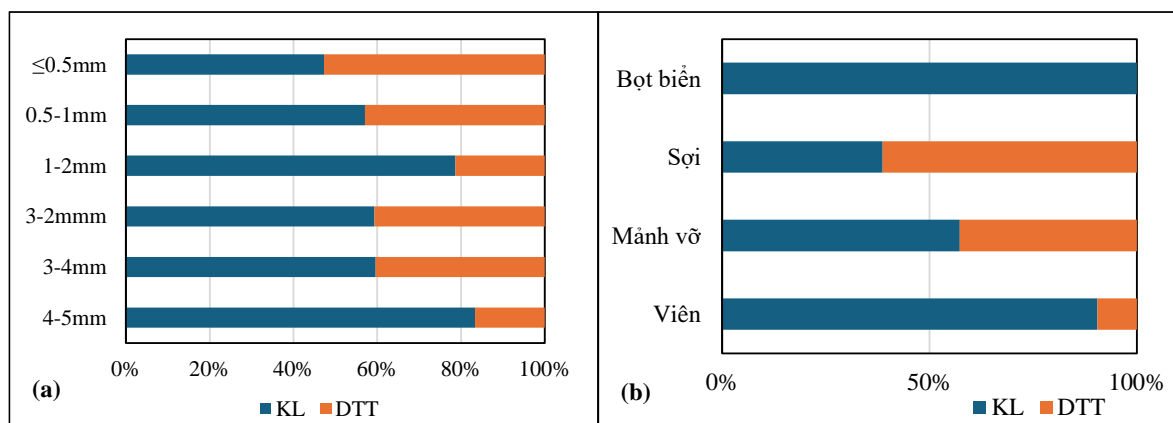 ≤0.5mm
0.5-1mm
1-2mm
3-2mmm
3-4mm
4-5mm
0% 20% 40% 60% 80% 100%
(a)
KL DTT
Bọt biển
Sợi
Mảnh vỡ
Viên
0% 50% 100%
(b)
KL DTT